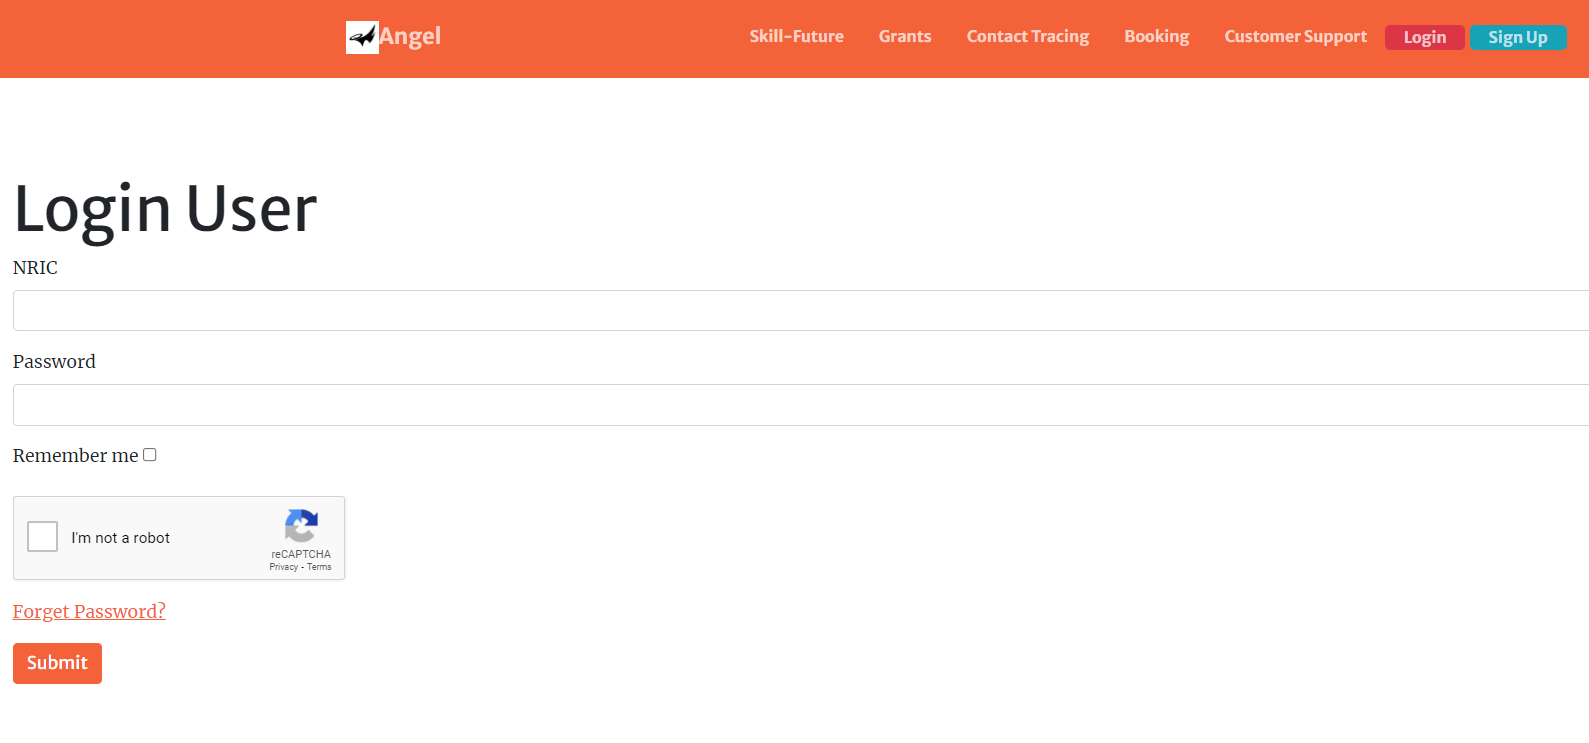 Angel Skill-Future Grants Contact Tracing Booking Customer Support Login Sign Up
Login User
NRIC
Password
Remember me
I'm not a robot
reCAPTCHA
Privacy - Terms
Forget Password?
Submit